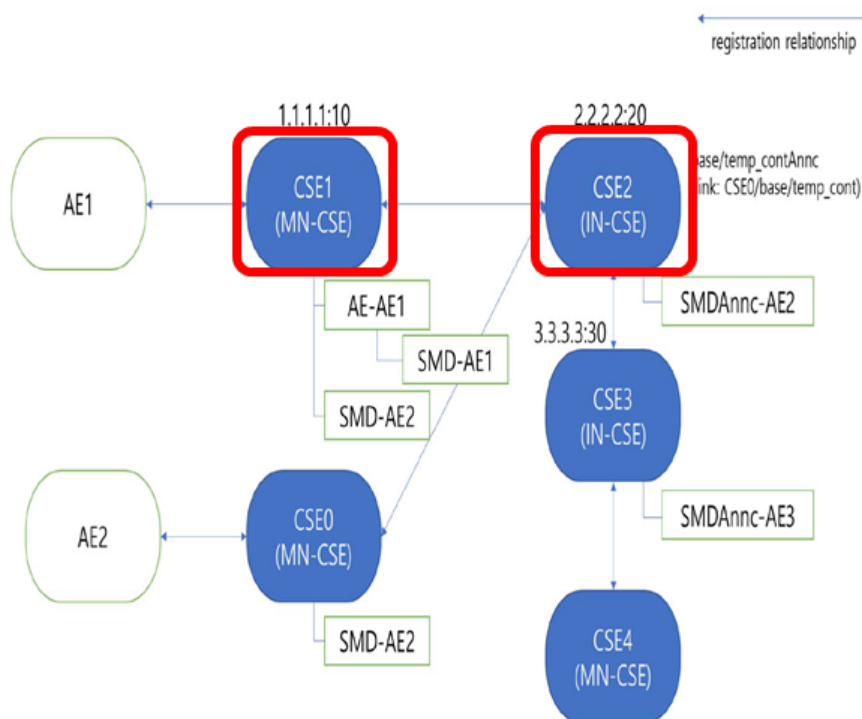 registration relationship
1.1.1.1:10
2.2.2.2:20
AE1
CSE1
(MN-CSE)
CSE2
(IN-CSE)
base/temp_contAnnc
link: CSE0/base/temp_cont)
AE-AE1
SMD-AE1
SMD-AE2
SMDAnnc-AE2
3.3.3.3:30
CSE3
(IN-CSE)
AE2
CSE0
(MN-CSE)
SMDAnnc-AE3
SMD-AE2
CSE4
(MN-CSE)